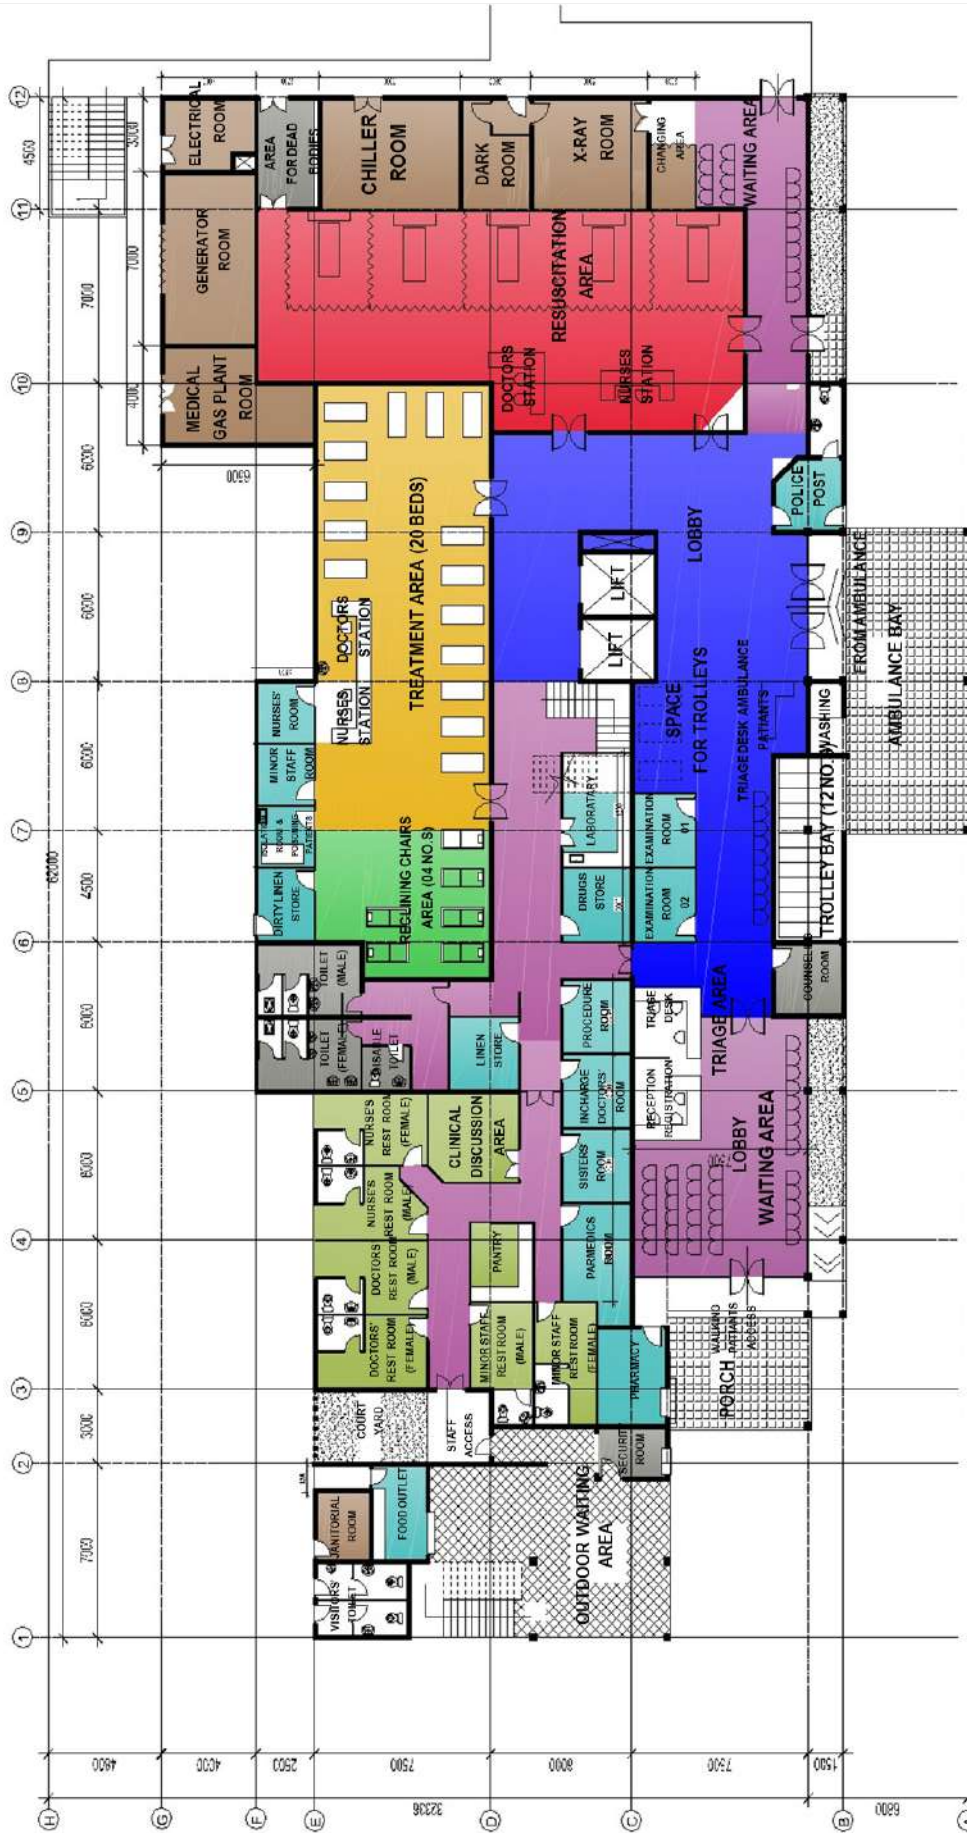 12
11
10
9
8
7
6
5
4
3
2
1
H
G
F
E
D
C
B
4500
7000
6000
6000
6000
4500
6000
6000
6000
3000
7000
62000
3000
7000
4000
6300
ELECTRICAL
ROOM
AREA
FOR DEAD
BODIES
CHILLER
ROOM
DARK
ROOM
X-RAY
ROOM
CHANGING
AREA
WAITING AREA
GENERATOR
ROOM
RESUSCITATION
AREA
MEDICAL
GAS PLANT
ROOM
DOCTORS
STATION
NURSES
STATION
TREATMENT AREA (20 BEDS)
DOCTORS
STATION
NURSES
STATION
LOBBY
POLICE
POST
LIFT
LIFT
FROM AMBULANCE
AMBULANCE BAY
SPACE
FOR TROLLEYS
TRIAGE DESK AMBULANCE
PATIANTS
WASHING
TROLLEY BAY (12 NO.S)
NURSES'
ROOM
MINOR
STAFF
ROOM
ROOM &
PATIENTS
DIRTY LINEN
STORE
RECLINING CHAIRS
AREA (04 NO.S)
LABORATARY
DRUGS
STORE
EXAMINATION
ROOM
01
EXAMINATION
ROOM
02
TOILET
(MALE)
TOILET
(FEMALE)
DISABLE
TOILET
LINEN
STORE
PROCEDURE
ROOM
INCHARGE
DOCTORS'
ROOM
TRIAGE
DESK
TRIAGE AREA
COUNSELING
ROOM
RECEPTION
REGISTRATION
LOBBY
WAITING AREA
NURSE'S
REST ROOM
(FEMALE)
CLINICAL
DISCUSSION
AREA
SISTERS'
ROOM
NURSE'S
REST ROOM
(MALE)
PANTRY
PARMEDICS
ROOM
DOCTORS
REST ROOM
(MALE)
DOCTORS'
REST ROOM
(FEMALE)
MINOR STAFF
REST ROOM
(MALE)
MINOR STAFF
REST ROOM
(FEMALE)
PHARMACY
PORCH
WALKING
PATIANTS
ACCESS
COURT
YARD
STAFF
ACCESS
SECURITY
ROOM
JANITORIAL
ROOM
FOOD OUTLET
OUTDOOR WAITING
AREA
VISITORS'
TOILET
4800
4000
2500
7500
6000
7500
1500
32336
6800